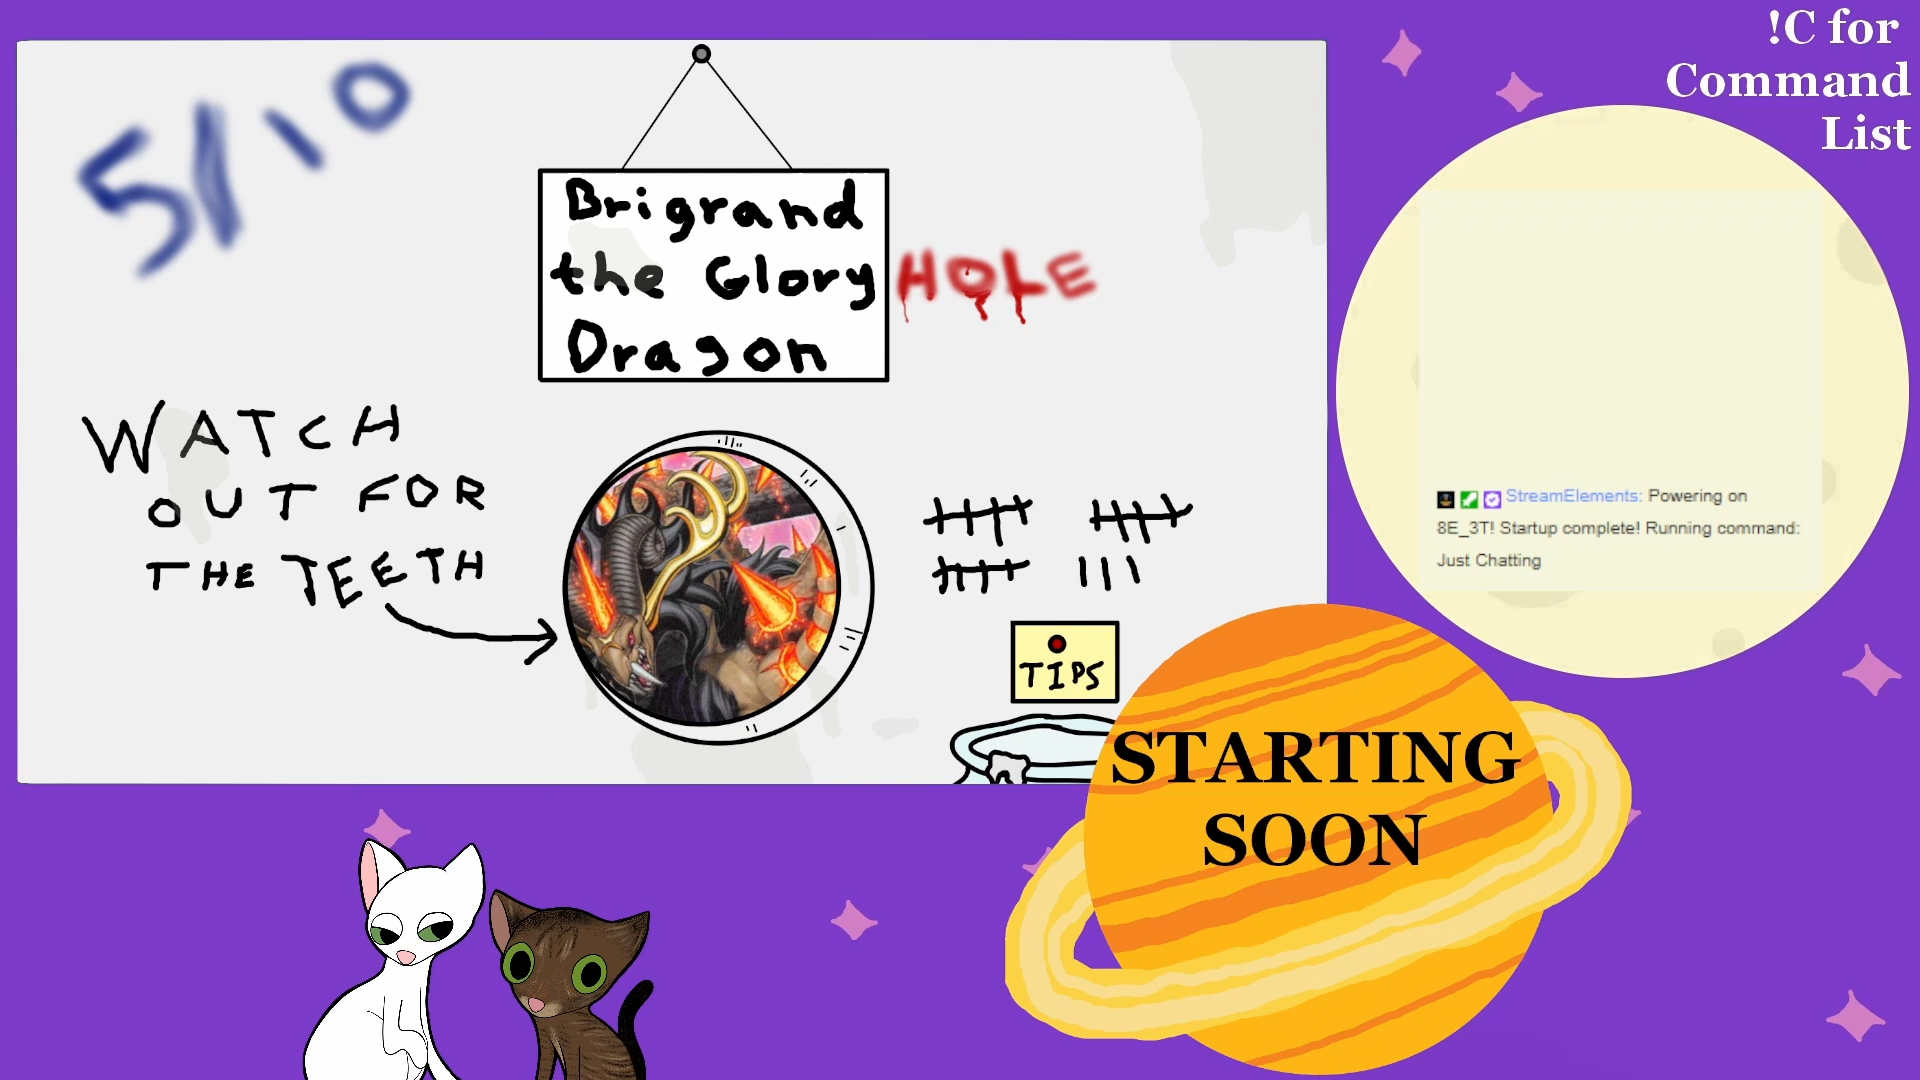 !C for
Command
List
5/10
Brigrand
the Glory HOLE
Dragon
WATCH
OUT FOR
THE TEETH
TIPS
StreamElements: Powering on
8E_3T! Startup complete! Running command:
Just Chatting
STARTING
SOON